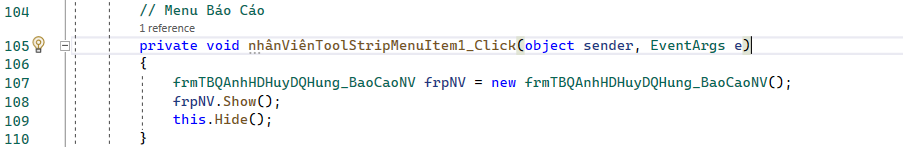 104 // Menu Báo Cáo
1 reference
105 private void nhânViênToolStripMenuItem1_Click(object sender, EventArgs e)
106 {
107 frmTBQAnhHDHuyDQHung_BaoCaoNV frpNV = new frmTBQAnhHDHuyDQHung_BaoCaoNV();
108 frpNV.Show();
109 this.Hide();
110 }